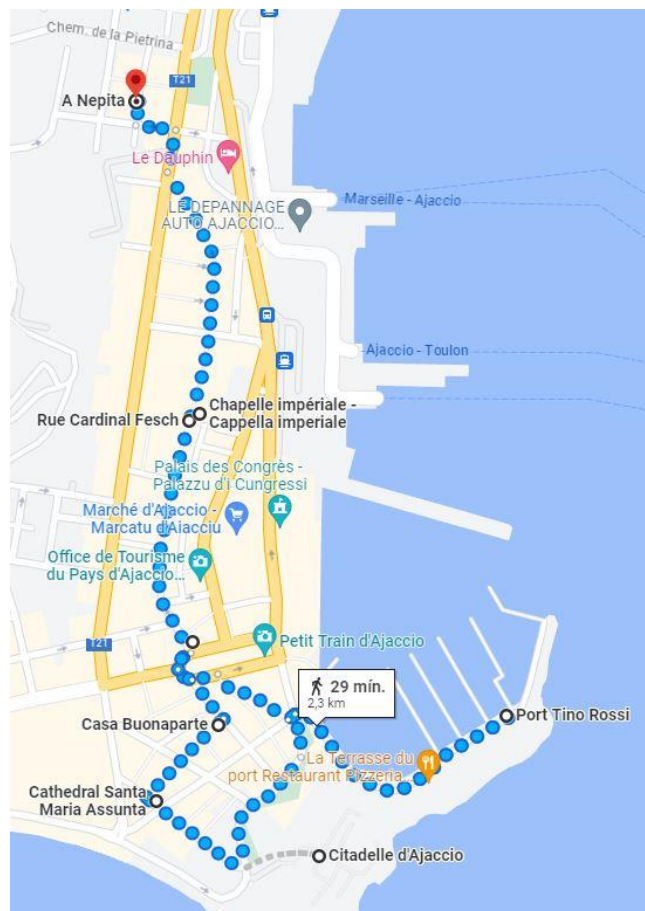 Chem. de la Pietrina
T21
A Nepita
Le Dauphin
LE DEPANNAGE
AUTO AJACCIO...
Marseille - Ajaccio
Ajaccio - Toulon
Chapelle impériale -
Cappella imperiale
Rue Cardinal Fesch
Palais des Congrès -
Palazzu d'i Cungressi
Marché d'Ajaccio -
Marcatu d'Aiacciu
Office de Tourisme
du Pays d'Ajaccio...
T21
Petit Train d'Ajaccio
29 mín.
2,3 km
Casa Buonaparte
Port Tino Rossi
La Terrasse du
port Restaurant Pizzeria...
Cathedral Santa
Maria Assunta
Citadelle d'Ajaccio